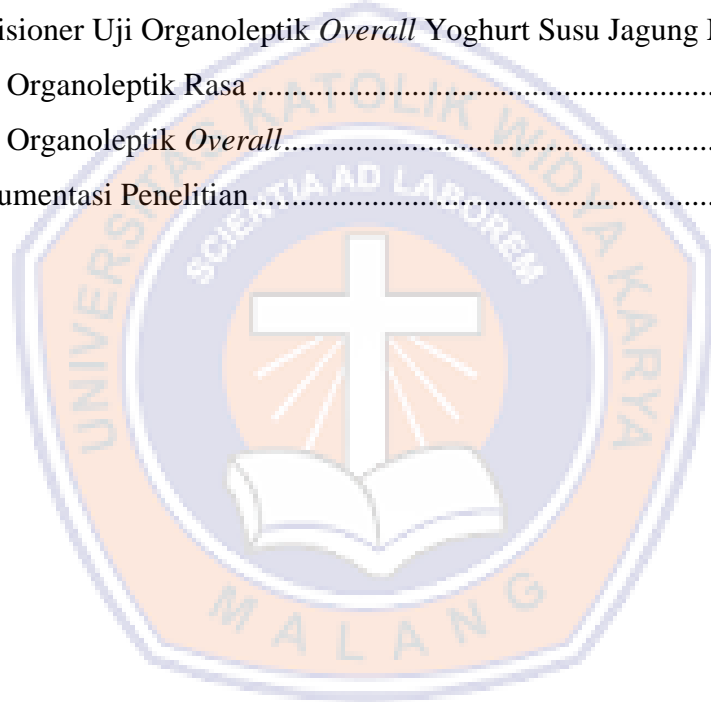 isioner Uji Organoleptik Overall Yoghurt Susu Jagung
Organoleptik Rasa ........................................................
Organoleptik Overall ........................................................
umentasi Penelitian ........................................................
UNIVERSITAS KATOLIK WIDYA KARYA
SCIENTIA AD LABOREM
MALANG